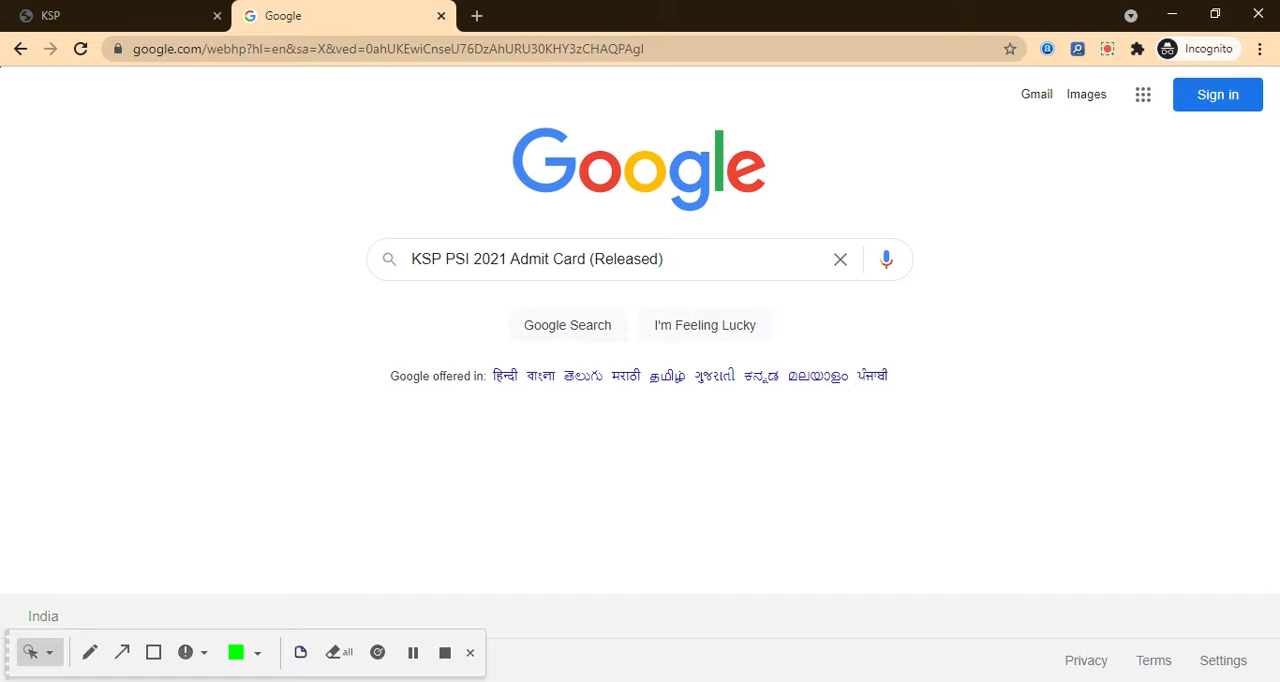 KSP
Google
google.com/webhp?hl=en&sa=X&ved=0ahUKEwiCnseU76DzAhURU30KHY3zCHAQPAgI
Incognito
Gmail Images
Sign in
Google
KSP PSI 2021 Admit Card (Released)
Google Search I'm Feeling Lucky
Google offered in: हिन्दी বাংলা తెలుగు मराठी தமிழ் ગુજરાતી ಕನ್ನಡ മലയാളം ਪੰਜਾਬੀ
India
all
Privacy Terms Settings